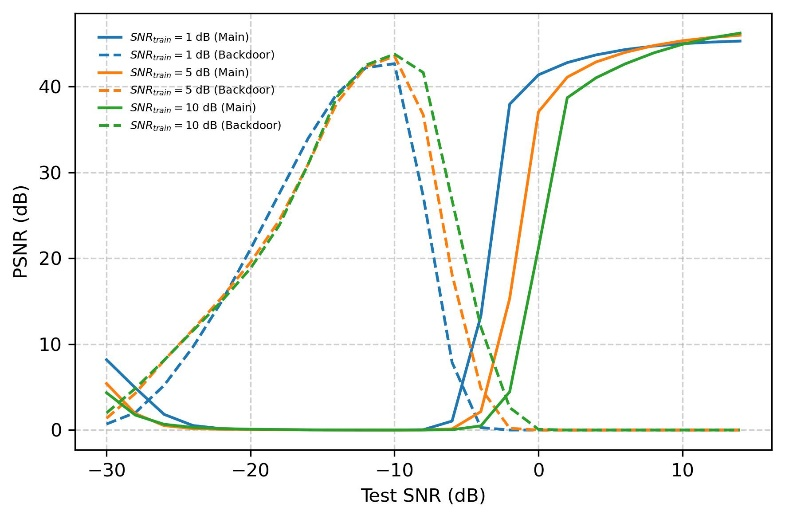 SNR_train = 1 dB (Main)
SNR_train = 1 dB (Backdoor)
SNR_train = 5 dB (Main)
SNR_train = 5 dB (Backdoor)
SNR_train = 10 dB (Main)
SNR_train = 10 dB (Backdoor)
40
30
20
10
0
PSNR (dB)
−30 −20 −10 0 10
Test SNR (dB)